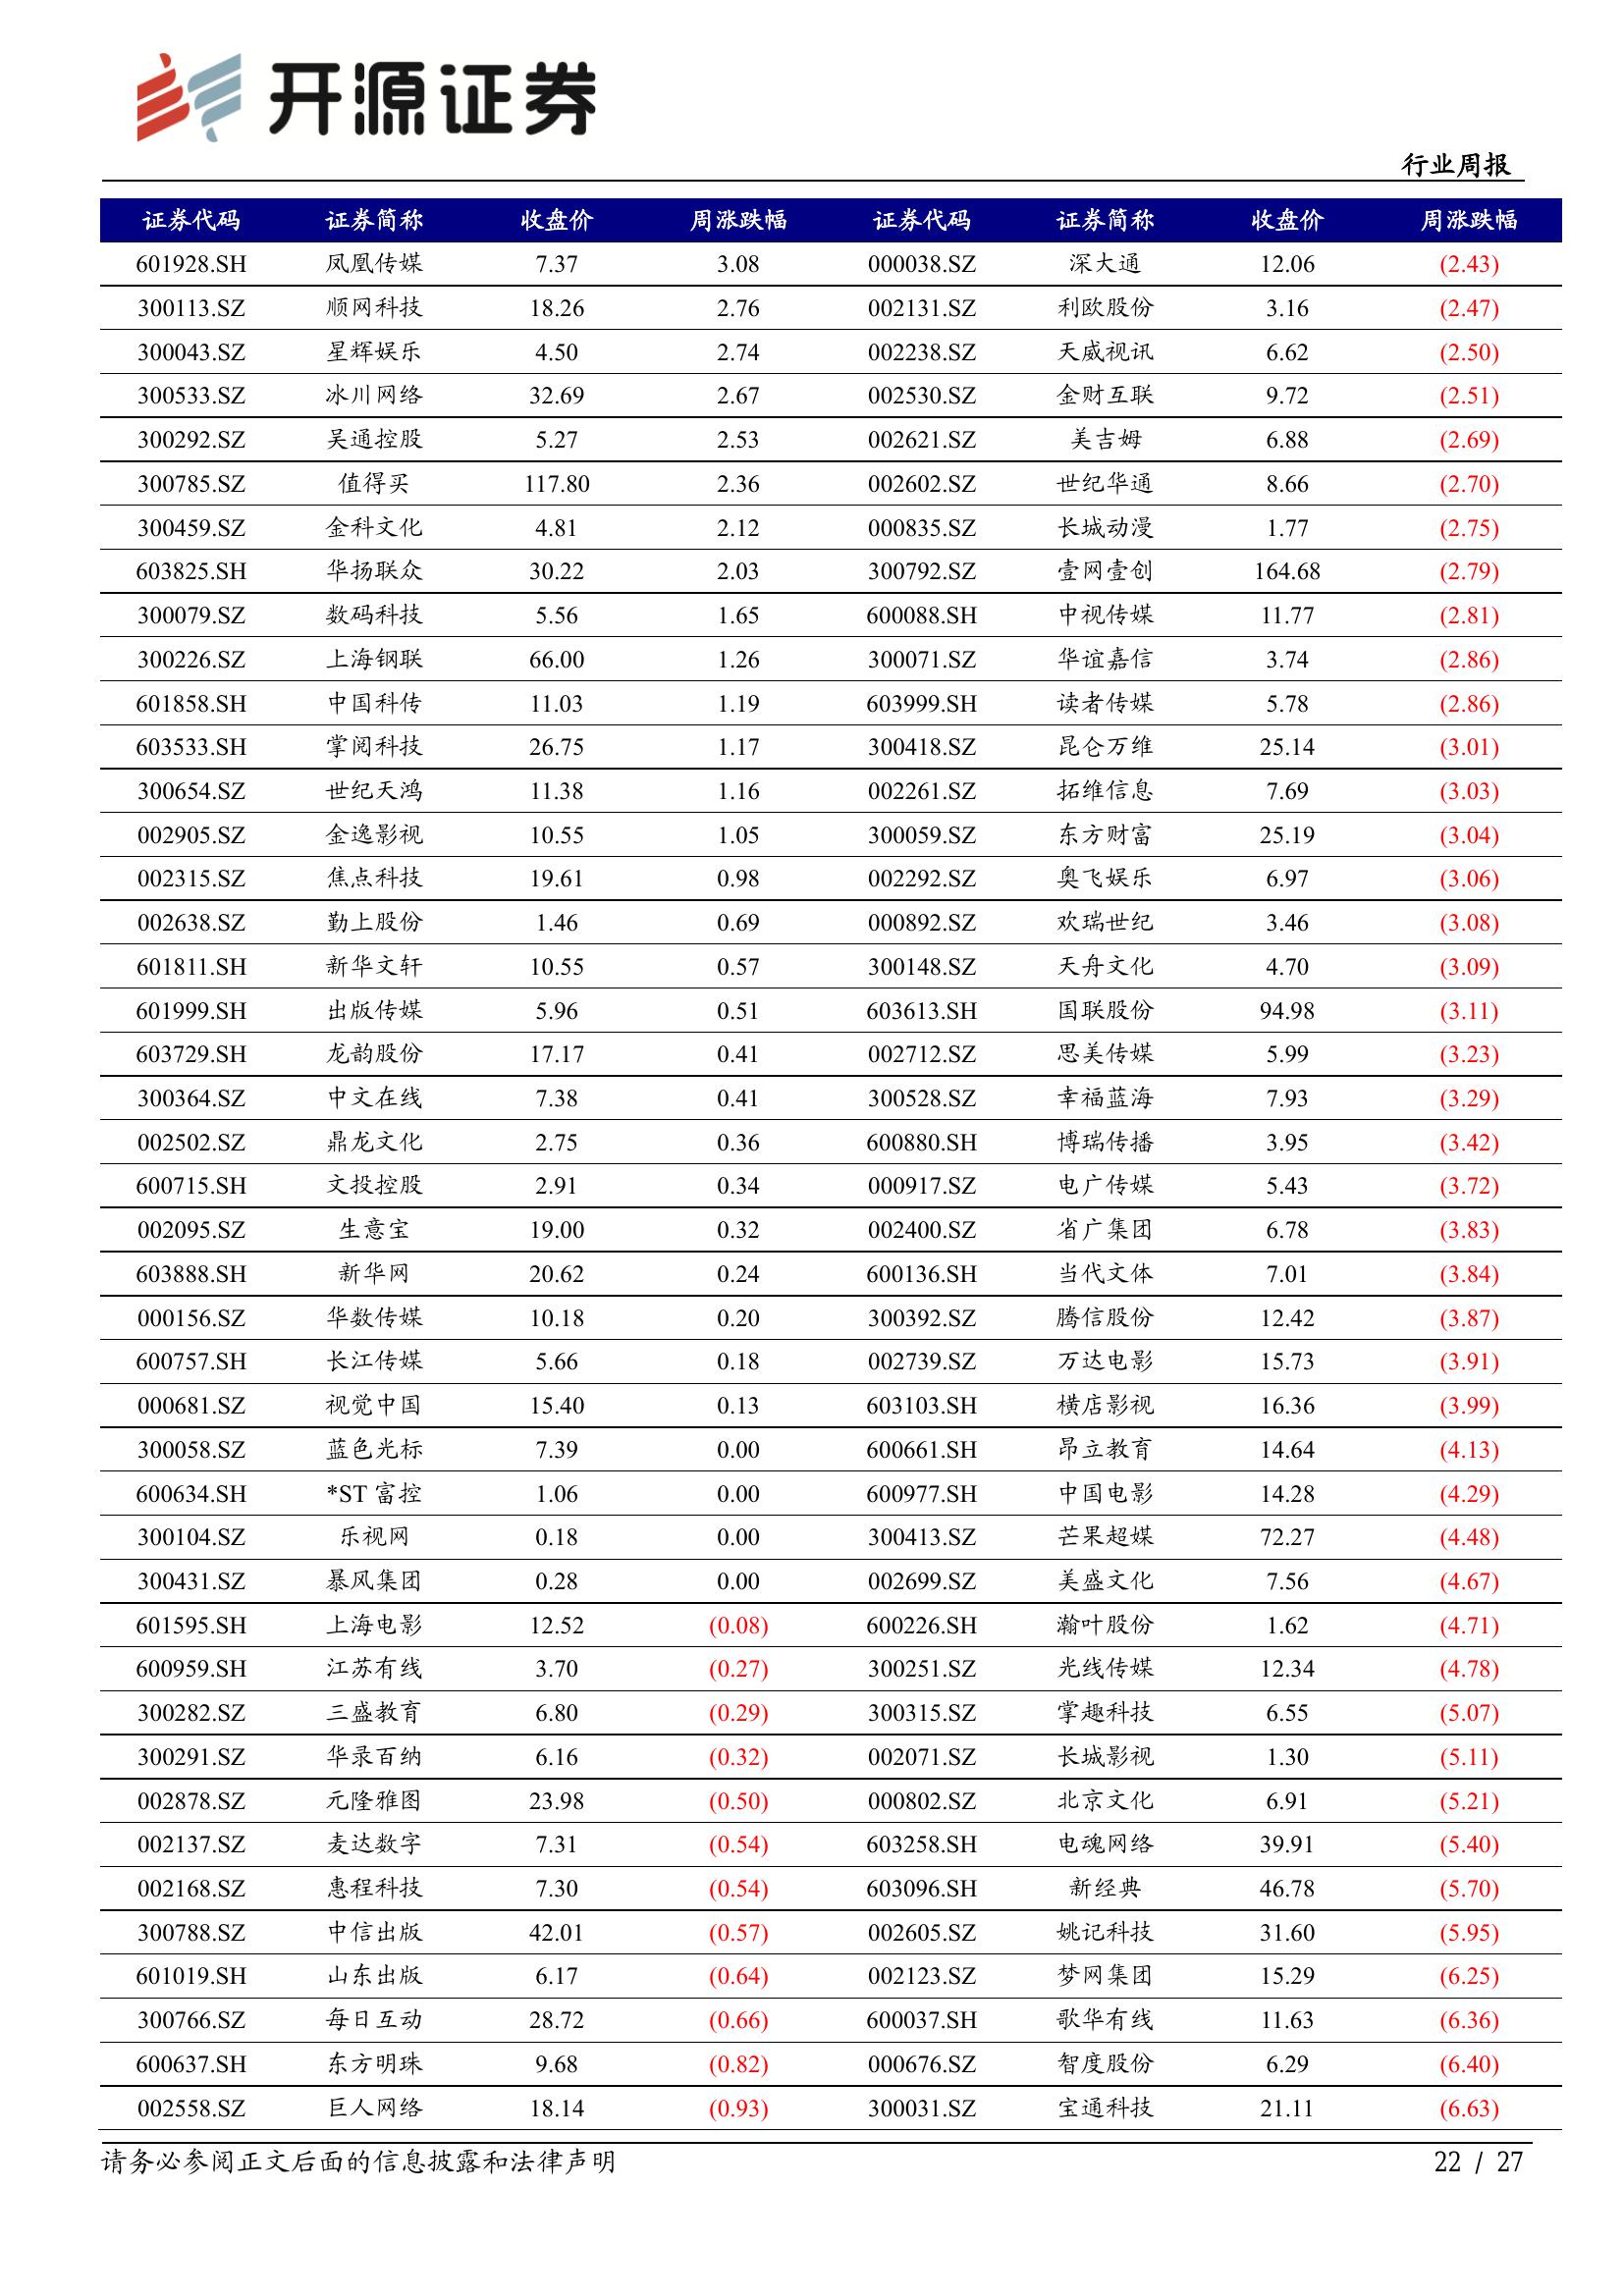 开源证券
行业周报
证券代码 证券简称 收盘价 周涨跌幅 证券代码 证券简称 收盘价 周涨跌幅
601928.SH 凤凰传媒 7.37 3.08 000038.SZ 深大通 12.06 (2.43)
300113.SZ 顺网科技 18.26 2.76 002131.SZ 利欧股份 3.16 (2.47)
300043.SZ 星辉娱乐 4.50 2.74 002238.SZ 天威视讯 6.62 (2.50)
300533.SZ 冰川网络 32.69 2.67 002530.SZ 金财互联 9.72 (2.51)
300292.SZ 吴通控股 5.27 2.53 002621.SZ 美吉姆 6.88 (2.69)
300785.SZ 值得买 117.80 2.36 002602.SZ 世纪华通 8.66 (2.70)
300459.SZ 金科文化 4.81 2.12 000835.SZ 长城动漫 1.77 (2.75)
603825.SH 华扬联众 30.22 2.03 300792.SZ 壹网壹创 164.68 (2.79)
300079.SZ 数码科技 5.56 1.65 600088.SH 中视传媒 11.77 (2.81)
300226.SZ 上海钢联 66.00 1.26 300071.SZ 华谊嘉信 3.74 (2.86)
601858.SH 中国科传 11.03 1.19 603999.SH 读者传媒 5.78 (2.86)
603533.SH 掌阅科技 26.75 1.17 300418.SZ 昆仑万维 25.14 (3.01)
300654.SZ 世纪天鸿 11.38 1.16 002261.SZ 拓维信息 7.69 (3.03)
002905.SZ 金逸影视 10.55 1.05 300059.SZ 东方财富 25.19 (3.04)
002315.SZ 焦点科技 19.61 0.98 002292.SZ 奥飞娱乐 6.97 (3.06)
002638.SZ 勤上股份 1.46 0.69 000892.SZ 欢瑞世纪 3.46 (3.08)
601811.SH 新华文轩 10.55 0.57 300148.SZ 天舟文化 4.70 (3.09)
601999.SH 出版传媒 5.96 0.51 603613.SH 国联股份 94.98 (3.11)
603729.SH 龙韵股份 17.17 0.41 002712.SZ 思美传媒 5.99 (3.23)
300364.SZ 中文在线 7.38 0.41 300528.SZ 幸福蓝海 7.93 (3.29)
002502.SZ 鼎龙文化 2.75 0.36 600880.SH 博瑞传播 3.95 (3.42)
600715.SH 文投控股 2.91 0.34 000917.SZ 电广传媒 5.43 (3.72)
002095.SZ 生意宝 19.00 0.32 002400.SZ 省广集团 6.78 (3.83)
603888.SH 新华网 20.62 0.24 600136.SH 当代文体 7.01 (3.84)
000156.SZ 华数传媒 10.18 0.20 300392.SZ 腾信股份 12.42 (3.87)
600757.SH 长江传媒 5.66 0.18 002739.SZ 万达电影 15.73 (3.91)
000681.SZ 视觉中国 15.40 0.13 603103.SH 横店影视 16.36 (3.99)
300058.SZ 蓝色光标 7.39 0.00 600661.SH 昂立教育 14.64 (4.13)
600634.SH *ST 富控 1.06 0.00 600977.SH 中国电影 14.28 (4.29)
300104.SZ 乐视网 0.18 0.00 300413.SZ 芒果超媒 72.27 (4.48)
300431.SZ 暴风集团 0.28 0.00 002699.SZ 美盛文化 7.56 (4.67)
601595.SH 上海电影 12.52 (0.08) 600226.SH 瀚叶股份 1.62 (4.71)
600959.SH 江苏有线 3.70 (0.27) 300251.SZ 光线传媒 12.34 (4.78)
300282.SZ 三盛教育 6.80 (0.29) 300315.SZ 掌趣科技 6.55 (5.07)
300291.SZ 华录百纳 6.16 (0.32) 002071.SZ 长城影视 1.30 (5.11)
002878.SZ 元隆雅图 23.98 (0.50) 000802.SZ 北京文化 6.91 (5.21)
002137.SZ 麦达数字 7.31 (0.54) 603258.SH 电魂网络 39.91 (5.40)
002168.SZ 惠程科技 7.30 (0.54) 603096.SH 新经典 46.78 (5.70)
300788.SZ 中信出版 42.01 (0.57) 002605.SZ 姚记科技 31.60 (5.95)
601019.SH 山东出版 6.17 (0.64) 002123.SZ 梦网集团 15.29 (6.25)
300766.SZ 每日互动 28.72 (0.66) 600037.SH 歌华有线 11.63 (6.36)
600637.SH 东方明珠 9.68 (0.82) 000676.SZ 智度股份 6.29 (6.40)
002558.SZ 巨人网络 18.14 (0.93) 300031.SZ 宝通科技 21.11 (6.63)
请务必参阅正文后面的信息披露和法律声明 22 / 27